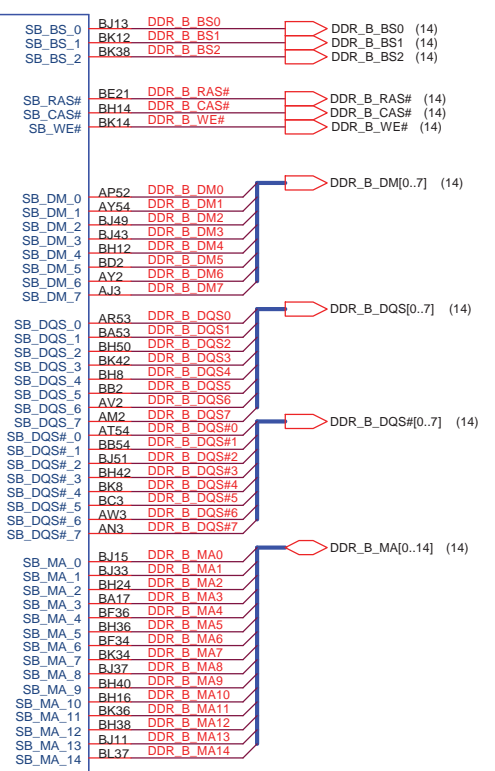 SB_BS_0 BJ13 DDR_B_BS0 DDR_B_BS0 (14)
SB_BS_1 BK12 DDR_B_BS1 DDR_B_BS1 (14)
SB_BS_2 BK38 DDR_B_BS2 DDR_B_BS2 (14)
SB_RAS# BE21 DDR_B_RAS# DDR_B_RAS# (14)
SB_CAS# BH14 DDR_B_CAS# DDR_B_CAS# (14)
SB_WE# BK14 DDR_B_WE# DDR_B_WE# (14)
DDR_B_DM[0..7] (14)
SB_DM_0 AP52 DDR_B_DM0
SB_DM_1 AY54 DDR_B_DM1
SB_DM_2 BJ49 DDR_B_DM2
SB_DM_3 BJ43 DDR_B_DM3
SB_DM_4 BH12 DDR_B_DM4
SB_DM_5 BD2 DDR_B_DM5
SB_DM_6 AY2 DDR_B_DM6
SB_DM_7 AJ3 DDR_B_DM7
DDR_B_DQS[0..7] (14)
SB_DQS_0 AR53 DDR_B_DQS0
SB_DQS_1 BA53 DDR_B_DQS1
SB_DQS_2 BH50 DDR_B_DQS2
SB_DQS_3 BK42 DDR_B_DQS3
SB_DQS_4 BH8 DDR_B_DQS4
SB_DQS_5 BB2 DDR_B_DQS5
SB_DQS_6 AV2 DDR_B_DQS6
SB_DQS_7 AM2 DDR_B_DQS7
DDR_B_DQS#[0..7] (14)
SB_DQS#_0 AT54 DDR_B_DQS#0
SB_DQS#_1 BB54 DDR_B_DQS#1
SB_DQS#_2 BJ51 DDR_B_DQS#2
SB_DQS#_3 BH42 DDR_B_DQS#3
SB_DQS#_4 BK8 DDR_B_DQS#4
SB_DQS#_5 BC3 DDR_B_DQS#5
SB_DQS#_6 AW3 DDR_B_DQS#6
SB_DQS#_7 AN3 DDR_B_DQS#7
DDR_B_MA[0..14] (14)
SB_MA_0 BJ15 DDR_B_MA0
SB_MA_1 BJ33 DDR_B_MA1
SB_MA_2 BH24 DDR_B_MA2
SB_MA_3 BA17 DDR_B_MA3
SB_MA_4 BF36 DDR_B_MA4
SB_MA_5 BH36 DDR_B_MA5
SB_MA_6 BF34 DDR_B_MA6
SB_MA_7 BK34 DDR_B_MA7
SB_MA_8 BJ37 DDR_B_MA8
SB_MA_9 BH40 DDR_B_MA9
SB_MA_10 BH16 DDR_B_MA10
SB_MA_11 BK36 DDR_B_MA11
SB_MA_12 BH38 DDR_B_MA12
SB_MA_13 BJ11 DDR_B_MA13
SB_MA_14 BL37 DDR_B_MA14